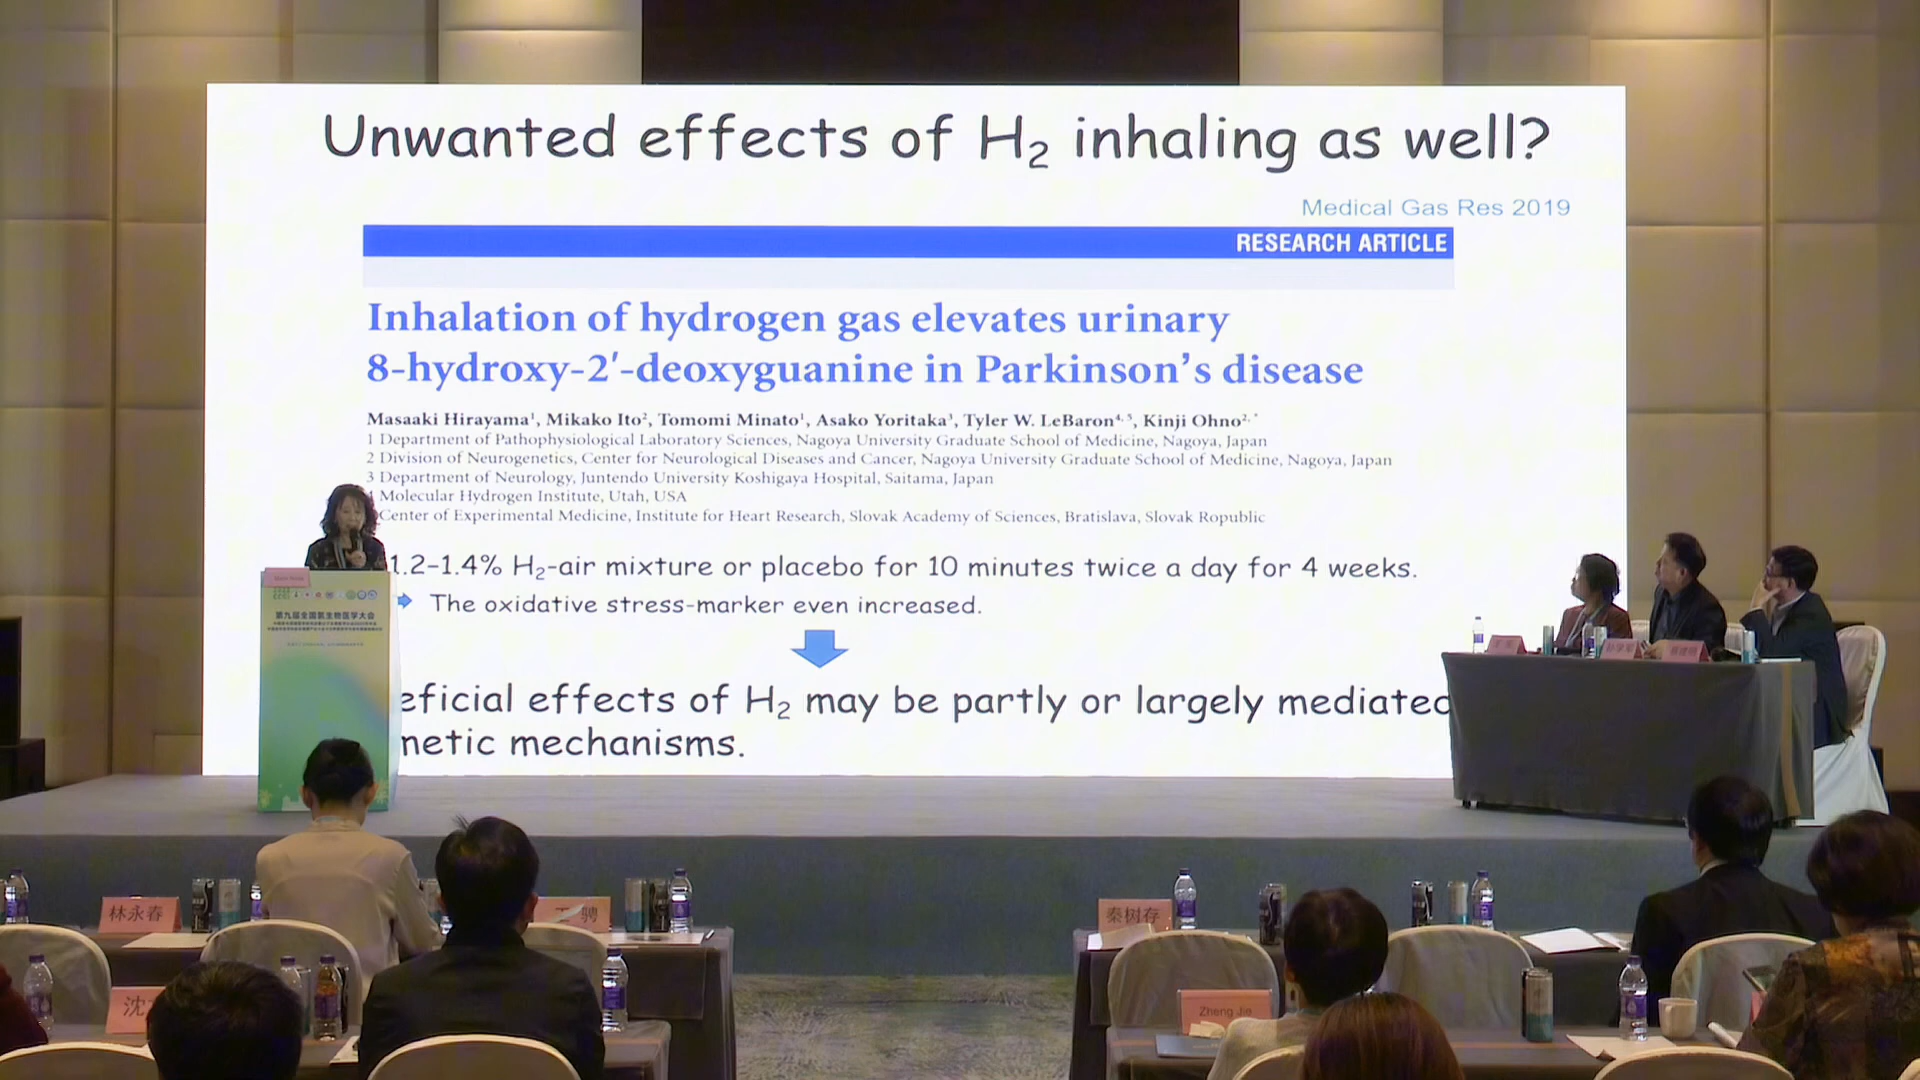 Unwanted effects of H₂ inhaling as well?
Medical Gas Res 2019
RESEARCH ARTICLE
Inhalation of hydrogen gas elevates urinary
8-hydroxy-2′-deoxyguanine in Parkinson's disease
Masaaki Hirayama¹, Mikako Ito², Tomomi Minato¹, Asako Yoritaka³, Tyler W. LeBaron⁴,⁵, Kinji Ohno²,*
1 Department of Pathophysiological Laboratory Sciences, Nagoya University Graduate School of Medicine, Nagoya, Japan
2 Division of Neurogenetics, Center for Neurological Diseases and Cancer, Nagoya University Graduate School of Medicine, Nagoya, Japan
3 Department of Neurology, Juntendo University Koshigaya Hospital, Saitama, Japan
Molecular Hydrogen Institute, Utah, USA
Center of Experimental Medicine, Institute for Heart Research, Slovak Academy of Sciences, Bratislava, Slovak Ropublic
1.2–1.4% H₂-air mixture or placebo for 10 minutes twice a day for 4 weeks.
The oxidative stress-marker even increased.
eficial effects of H₂ may be partly or largely mediated
metic mechanisms.
第九届全国氢生物医学大会
林永春
王 骋
秦树存
沈
Zheng Jie